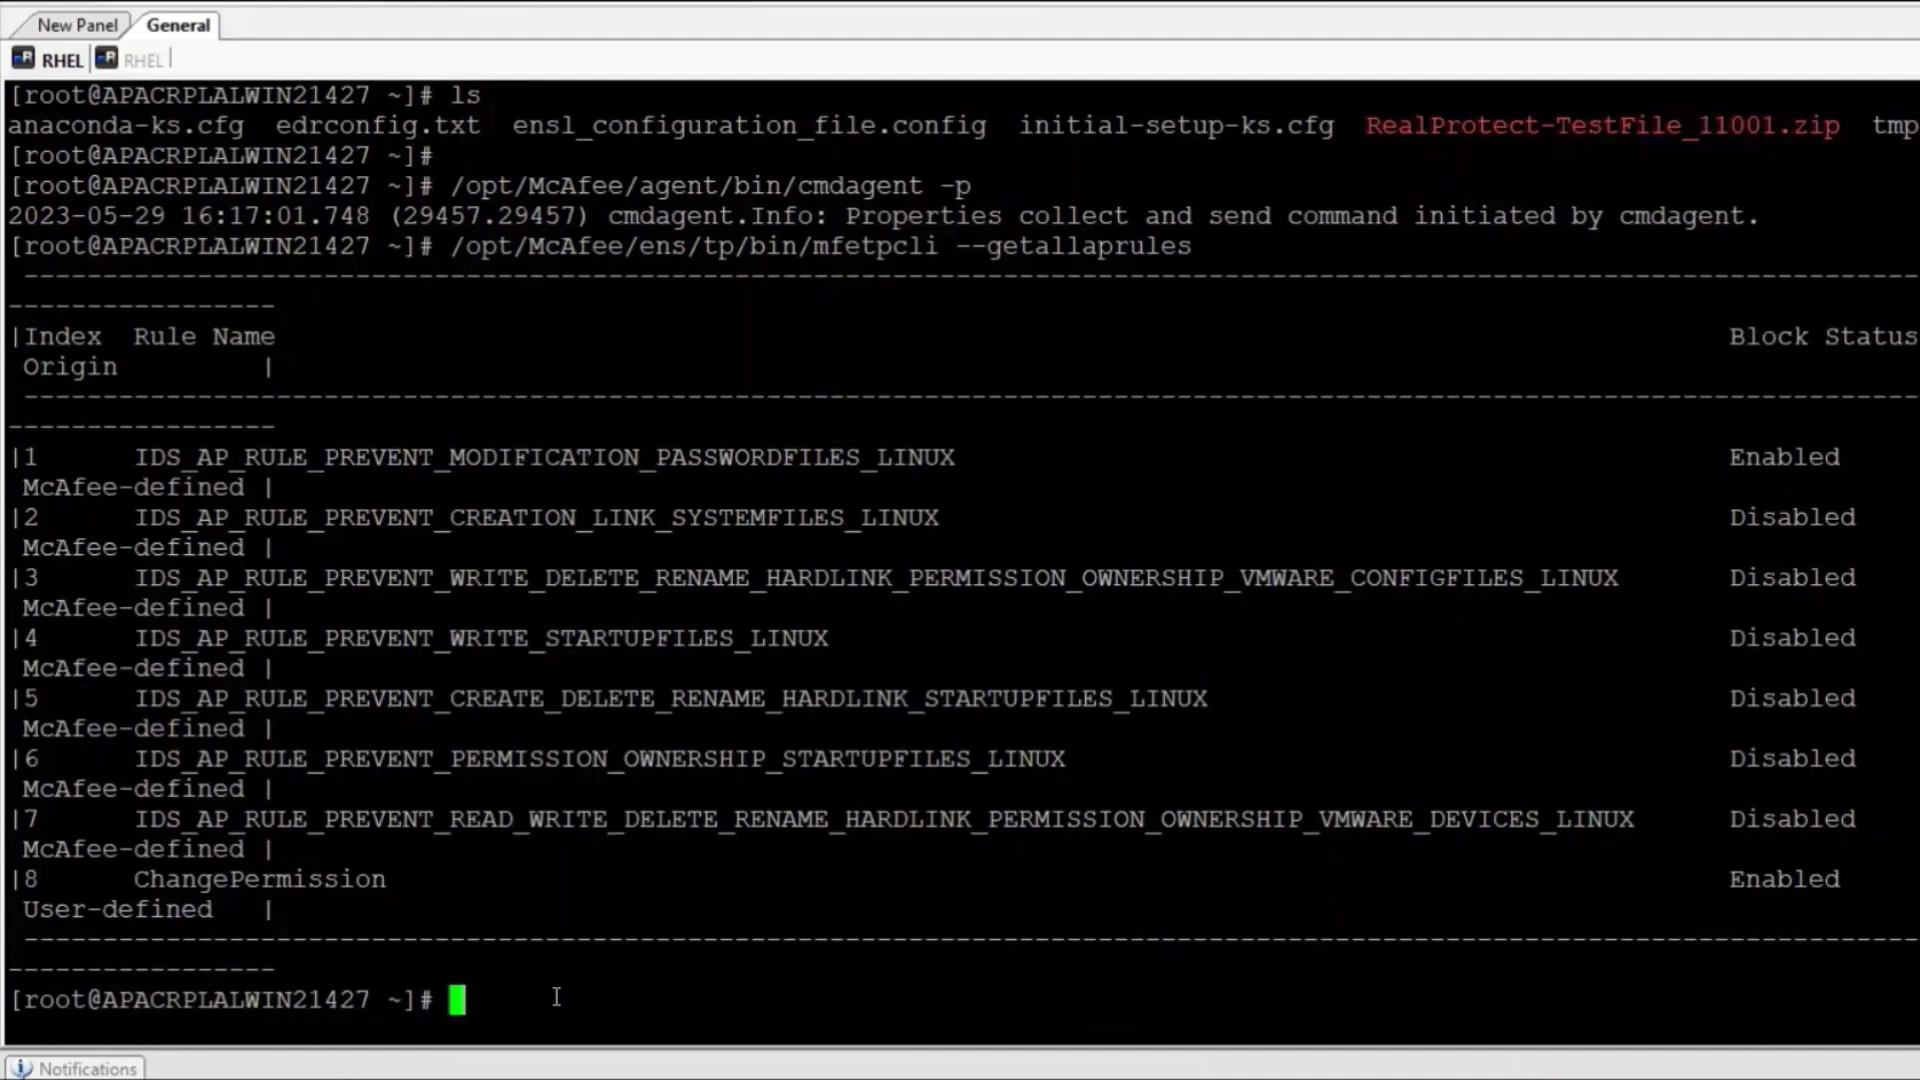 New Panel General
RHEL RHEL
[root@APACRPLALWIN21427 ~]# ls
anaconda-ks.cfg edrconfig.txt ensl_configuration_file.config initial-setup-ks.cfg RealProtect-TestFile_11001.zip tmp
[root@APACRPLALWIN21427 ~]#
[root@APACRPLALWIN21427 ~]# /opt/McAfee/agent/bin/cmdagent -p
2023-05-29 16:17:01.748 (29457.29457) cmdagent.Info: Properties collect and send command initiated by cmdagent.
[root@APACRPLALWIN21427 ~]# /opt/McAfee/ens/tp/bin/mfetpcli --getallaprules
-------------------------------------------------------------------------------------------------------------------------
-----------------
|Index Rule Name Block Status
Origin |
-------------------------------------------------------------------------------------------------------------------------
-----------------
|1 IDS_AP_RULE_PREVENT_MODIFICATION_PASSWORDFILES_LINUX Enabled
McAfee-defined |
|2 IDS_AP_RULE_PREVENT_CREATION_LINK_SYSTEMFILES_LINUX Disabled
McAfee-defined |
|3 IDS_AP_RULE_PREVENT_WRITE_DELETE_RENAME_HARDLINK_PERMISSION_OWNERSHIP_VMWARE_CONFIGFILES_LINUX Disabled
McAfee-defined |
|4 IDS_AP_RULE_PREVENT_WRITE_STARTUPFILES_LINUX Disabled
McAfee-defined |
|5 IDS_AP_RULE_PREVENT_CREATE_DELETE_RENAME_HARDLINK_STARTUPFILES_LINUX Disabled
McAfee-defined |
|6 IDS_AP_RULE_PREVENT_PERMISSION_OWNERSHIP_STARTUPFILES_LINUX Disabled
McAfee-defined |
|7 IDS_AP_RULE_PREVENT_READ_WRITE_DELETE_RENAME_HARDLINK_PERMISSION_OWNERSHIP_VMWARE_DEVICES_LINUX Disabled
McAfee-defined |
|8 ChangePermission Enabled
User-defined |
-------------------------------------------------------------------------------------------------------------------------
-----------------
[root@APACRPLALWIN21427 ~]#
Notifications